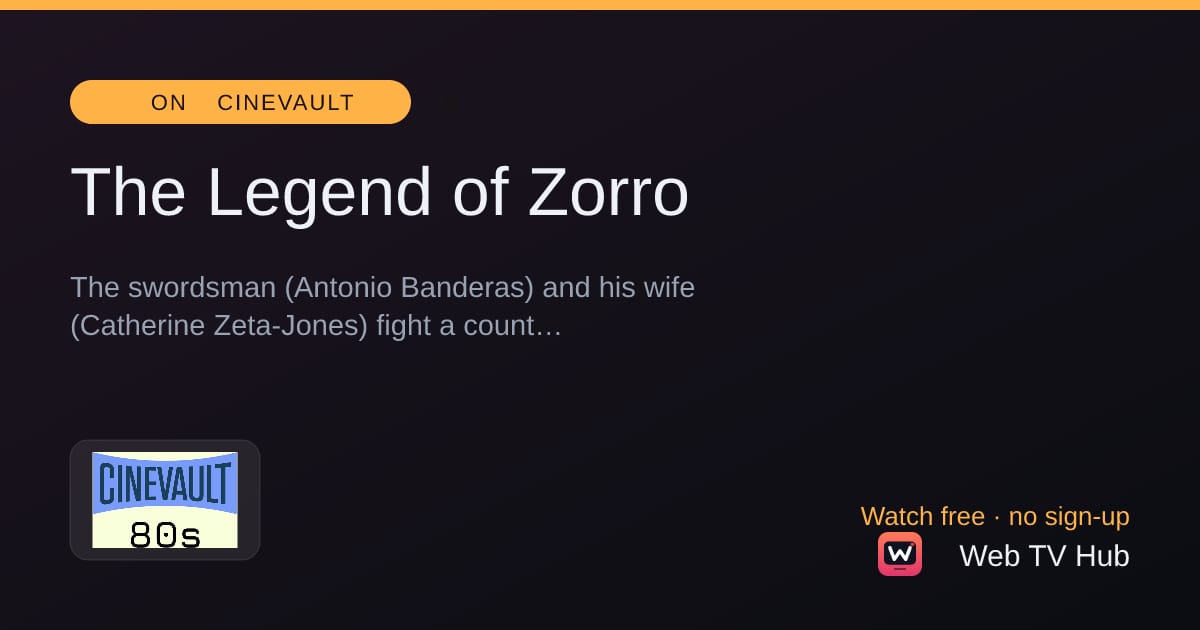 ON CINEVAULT
The Legend of Zorro
The swordsman (Antonio Banderas) and his wife
(Catherine Zeta-Jones) fight a count…
CINEVAULT
80s
Watch free · no sign-up
W
Web TV Hub